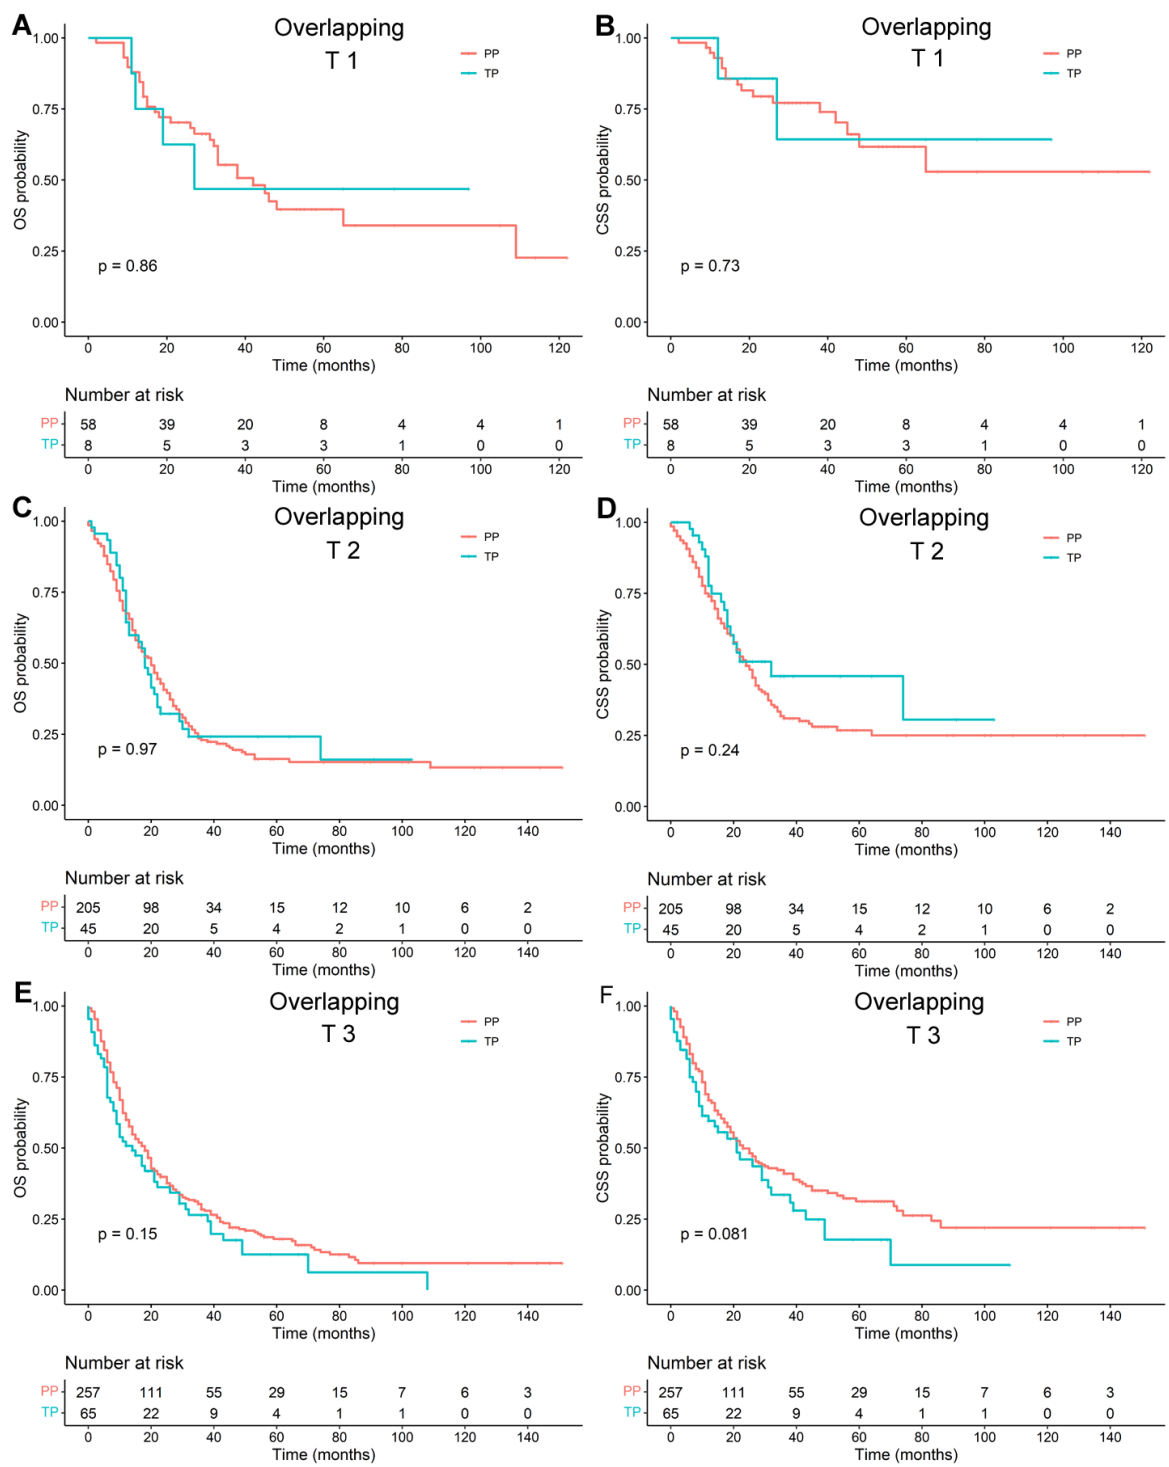 A
Overlapping
T 1
PP
TP
1.00
0.75
0.50
0.25
0.00
OS probability
p = 0.86
0 20 40 60 80 100 120
Time (months)
Number at risk
PP 58 39 20 8 4 4 1
TP 8 5 3 3 1 0 0
0 20 40 60 80 100 120
Time (months)
B
Overlapping
T 1
PP
TP
1.00
0.75
0.50
0.25
0.00
CSS probability
p = 0.73
0 20 40 60 80 100 120
Time (months)
Number at risk
PP 58 39 20 8 4 4 1
TP 8 5 3 3 1 0 0
0 20 40 60 80 100 120
Time (months)
C
Overlapping
T 2
PP
TP
1.00
0.75
0.50
0.25
0.00
OS probability
p = 0.97
0 20 40 60 80 100 120 140
Time (months)
Number at risk
PP 205 98 34 15 12 10 6 2
TP 45 20 5 4 2 1 0 0
0 20 40 60 80 100 120 140
Time (months)
D
Overlapping
T 2
PP
TP
1.00
0.75
0.50
0.25
0.00
CSS probability
p = 0.24
0 20 40 60 80 100 120 140
Time (months)
Number at risk
PP 205 98 34 15 12 10 6 2
TP 45 20 5 4 2 1 0 0
0 20 40 60 80 100 120 140
Time (months)
E
Overlapping
T 3
PP
TP
1.00
0.75
0.50
0.25
0.00
OS probability
p = 0.15
0 20 40 60 80 100 120 140
Time (months)
Number at risk
PP 257 111 55 29 15 7 6 3
TP 65 22 9 4 1 1 0 0
0 20 40 60 80 100 120 140
Time (months)
F
Overlapping
T 3
PP
TP
1.00
0.75
0.50
0.25
0.00
CSS probability
p = 0.081
0 20 40 60 80 100 120 140
Time (months)
Number at risk
PP 257 111 55 29 15 7 6 3
TP 65 22 9 4 1 1 0 0
0 20 40 60 80 100 120 140
Time (months)